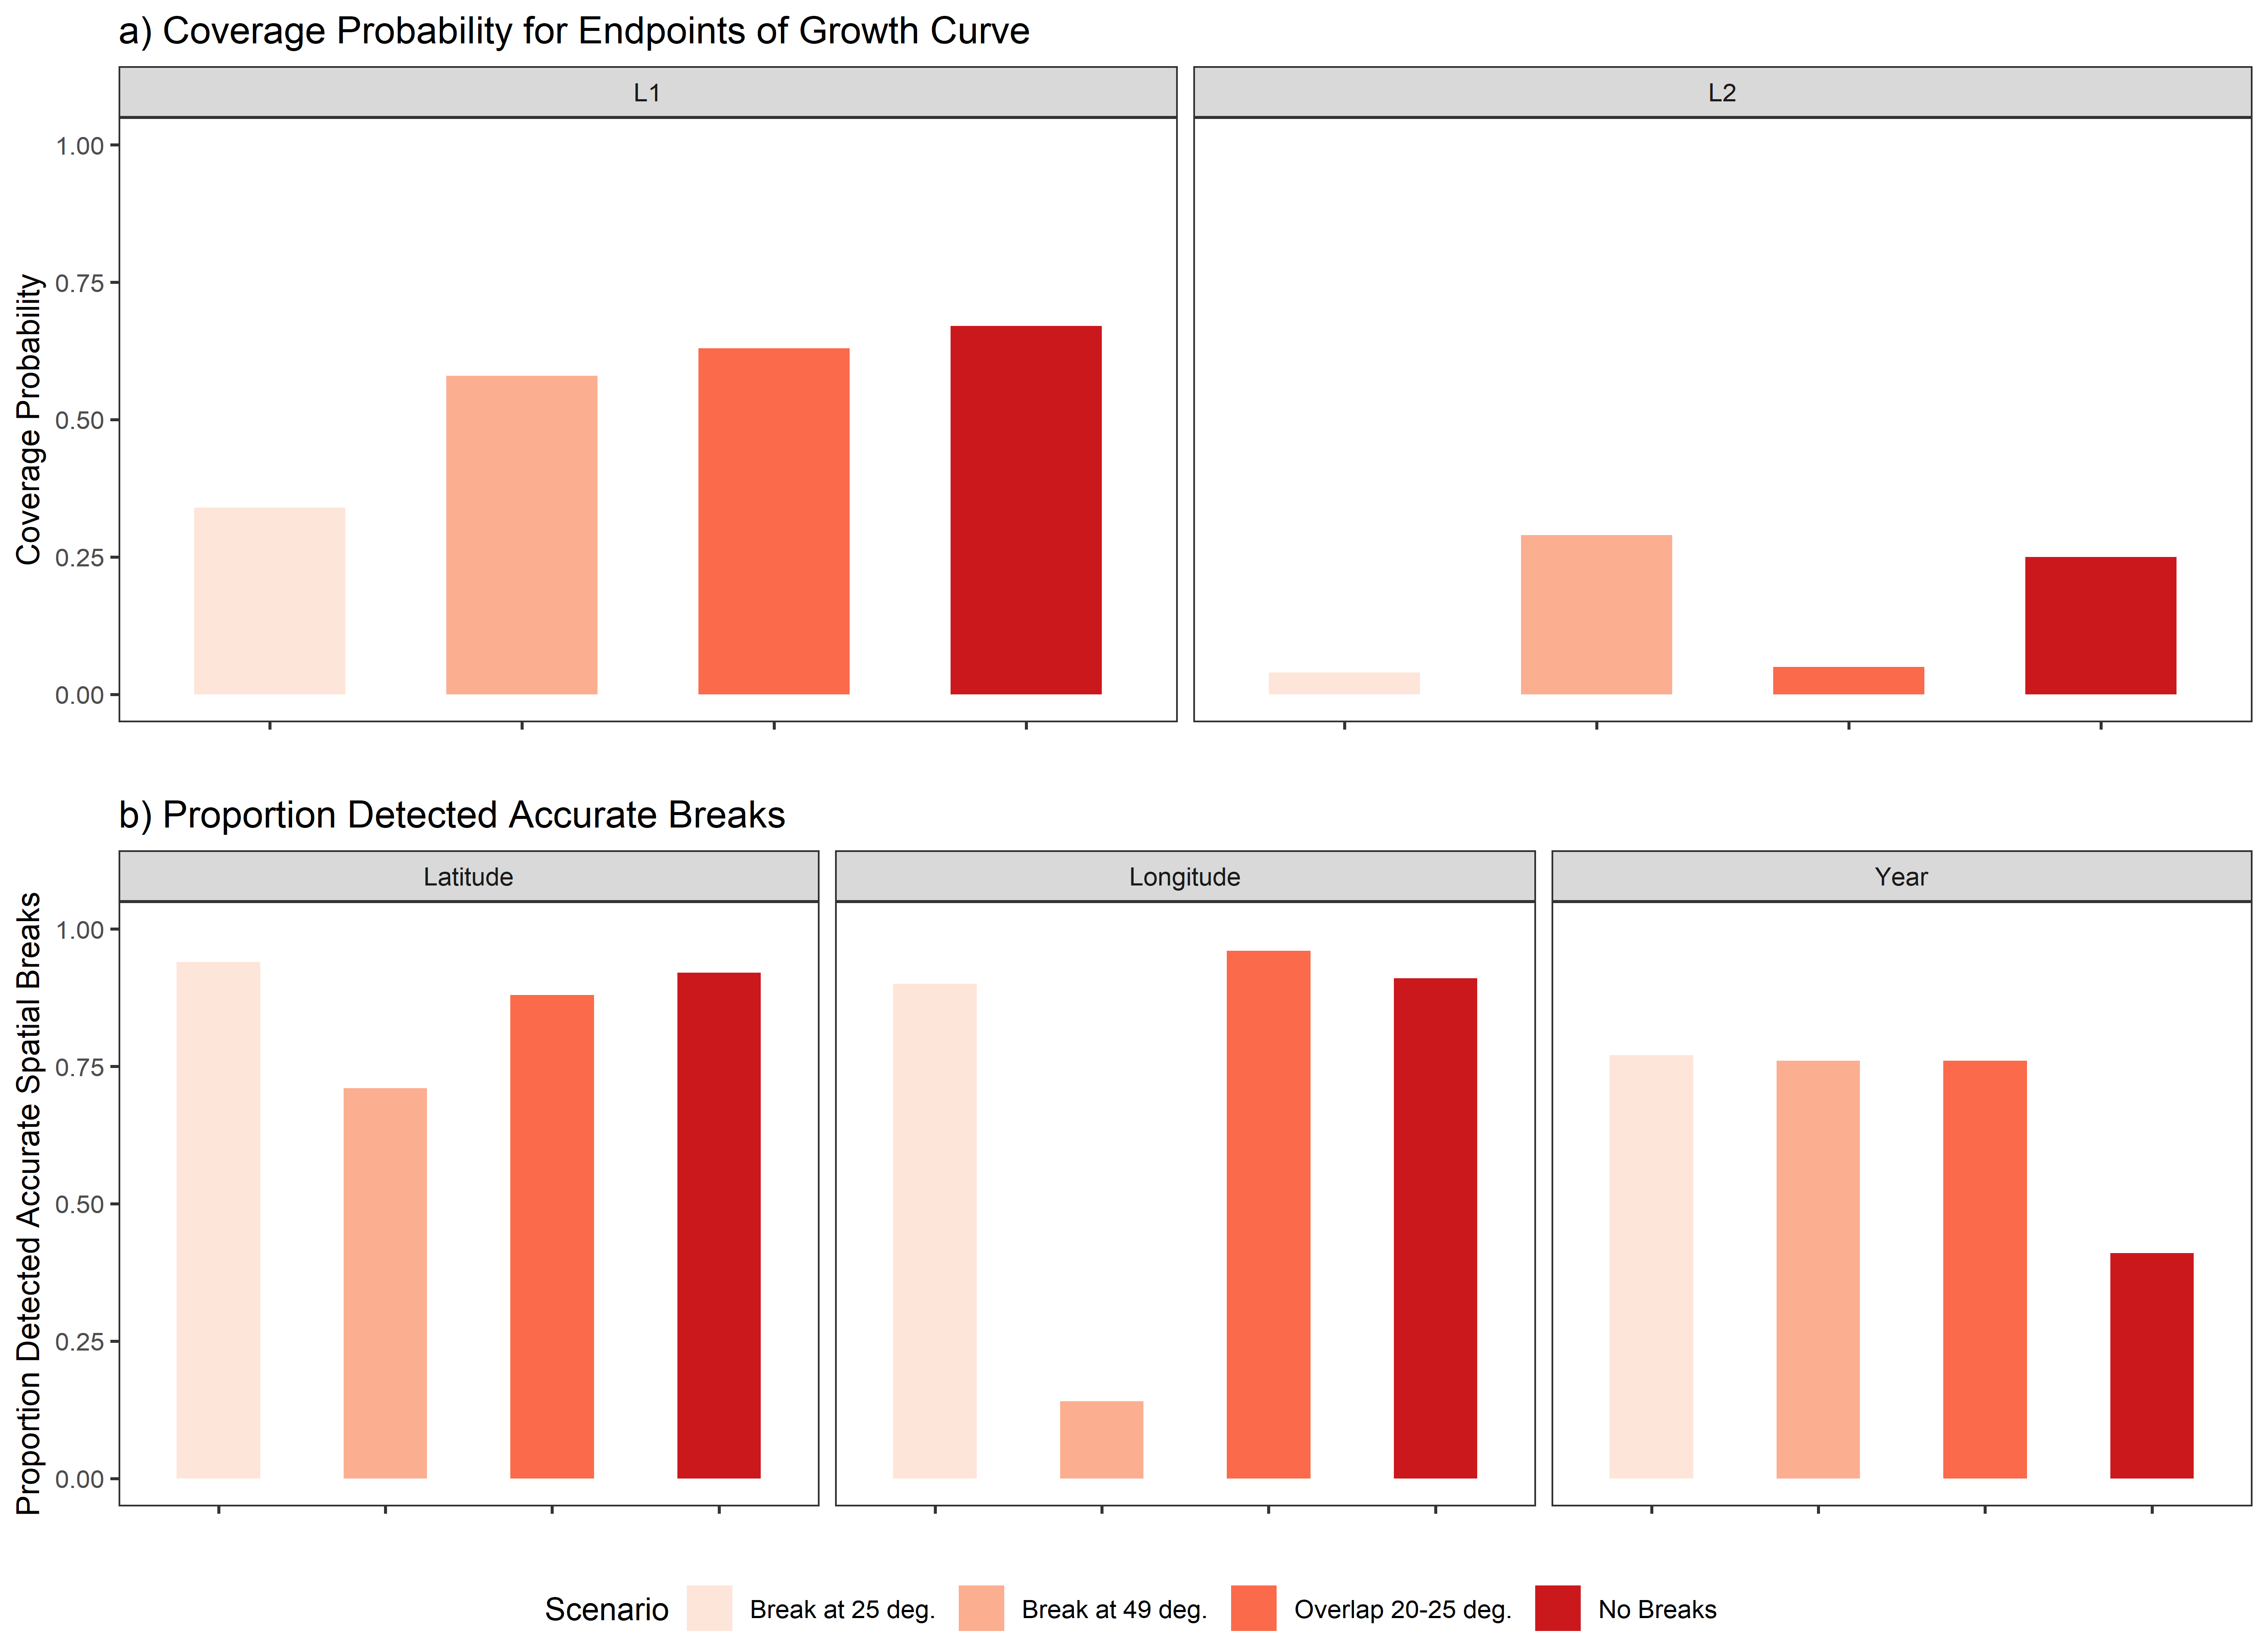 a) Coverage Probability for Endpoints of Growth Curve
L1
L2
Coverage Probability
1.00
0.75
0.50
0.25
0.00
b) Proportion Detected Accurate Breaks
Latitude
Longitude
Year
Proportion Detected Accurate Spatial Breaks
1.00
0.75
0.50
0.25
0.00
Scenario
Break at 25 deg.
Break at 49 deg.
Overlap 20-25 deg.
No Breaks